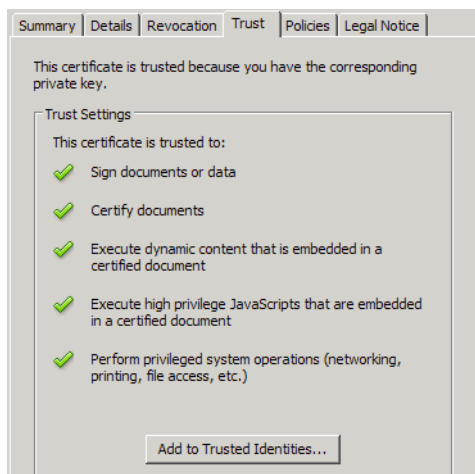 Summary Details Revocation Trust Policies Legal Notice
This certificate is trusted because you have the corresponding
private key.
Trust Settings
This certificate is trusted to:
Sign documents or data
Certify documents
Execute dynamic content that is embedded in a
certified document
Execute high privilege JavaScripts that are embedded
in a certified document
Perform privileged system operations (networking,
printing, file access, etc.)
Add to Trusted Identities...